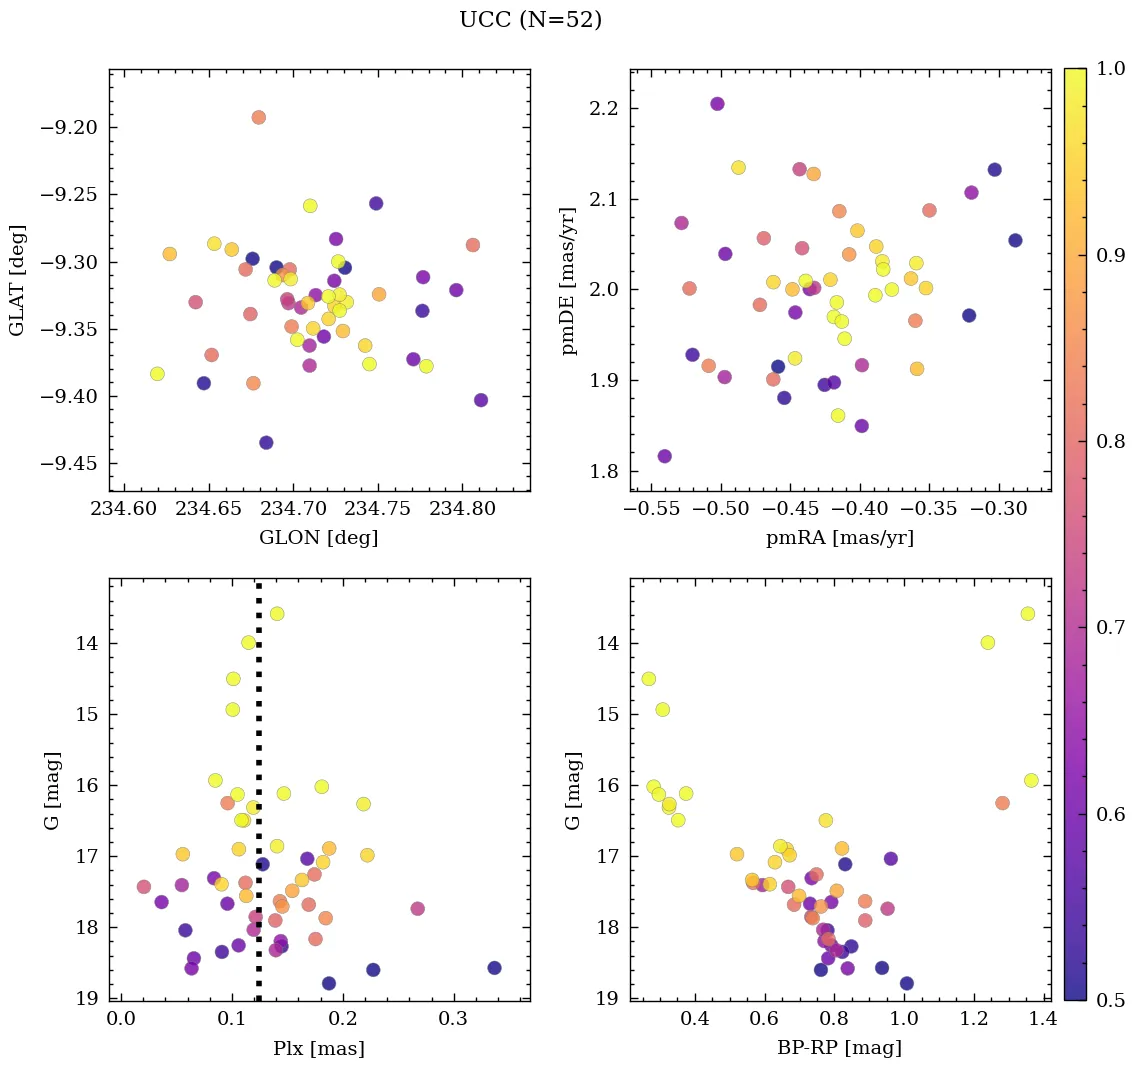 UCC (N=52)
−9.20
−9.25
−9.30
−9.35
−9.40
−9.45
GLAT [deg]
234.60 234.65 234.70 234.75 234.80
GLON [deg]
2.2
2.1
2.0
1.9
1.8
pmDE [mas/yr]
−0.55 −0.50 −0.45 −0.40 −0.35 −0.30
pmRA [mas/yr]
14
15
16
17
18
19
G [mag]
0.0 0.1 0.2 0.3
Plx [mas]
14
15
16
17
18
19
G [mag]
0.4 0.6 0.8 1.0 1.2 1.4
BP-RP [mag]
1.0
0.9
0.8
0.7
0.6
0.5